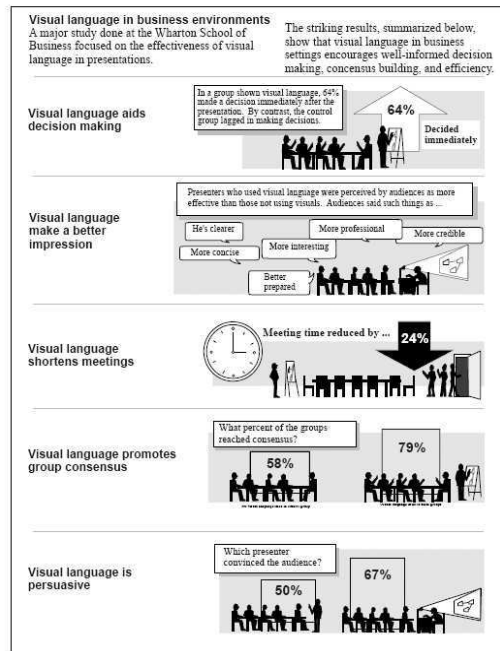 Visual language in business environments
A major study done at the Wharton School of
Business focused on the effectiveness of visual
language in presentations.
The striking results, summarized below,
show that visual language in business
settings encourages well-informed decision
making, concensus building, and efficiency.
Visual language aids
decision making
In a group shown visual language, 64%
made a decision immediately after the
presentation. By contrast, the control
group lagged in making decisions.
64%
Decided
immediately
Visual language
make a better
impression
Presenters who used visual language were perceived by audiences as more
effective than those not using visuals. Audiences said such things as ...
He's clearer
More professional
More credible
More concise
More interesting
Better
prepared
Visual language
shortens meetings
Meeting time reduced by ...
24%
Visual language promotes
group consensus
What percent of the groups
reached consensus?
58%
79%
Visual language is
persuasive
Which presenter
convinced the audience?
50%
67%